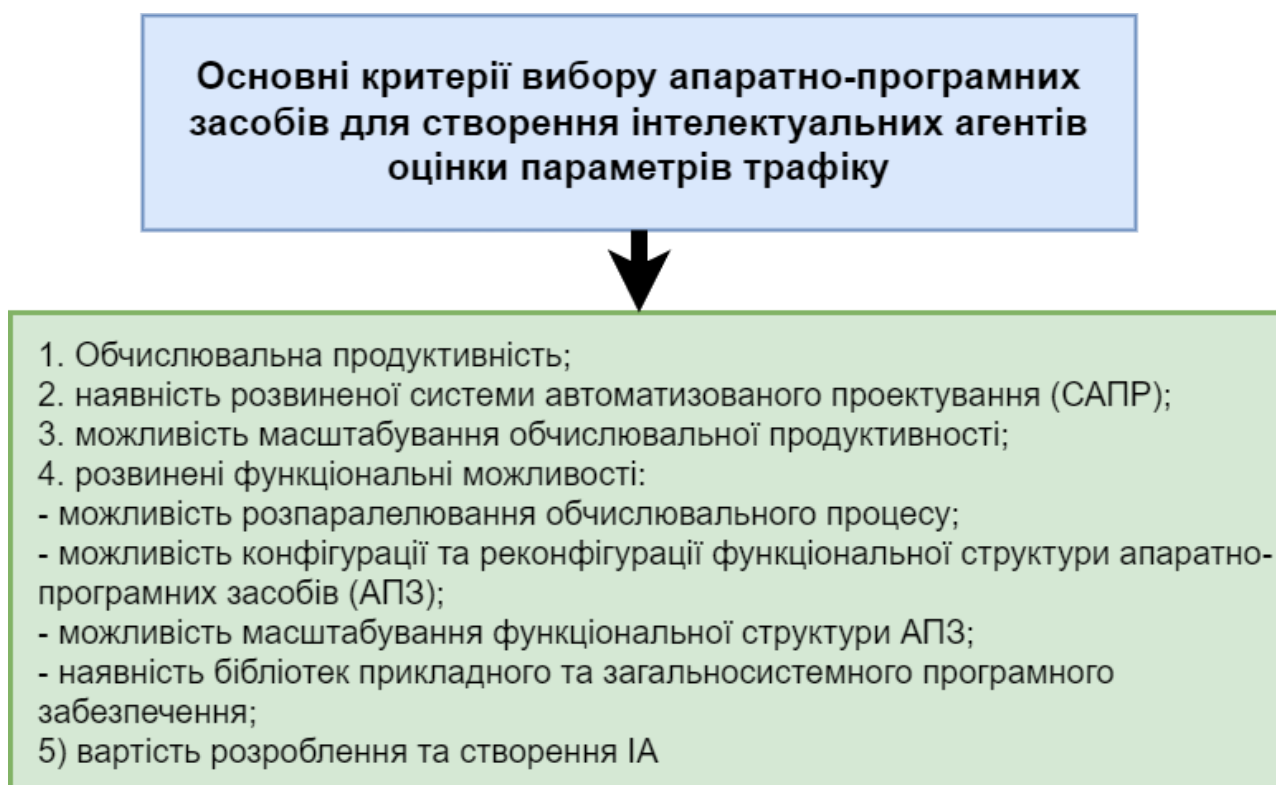 Основні критерії вибору апаратно-програмних
засобів для створення інтелектуальних агентів
оцінки параметрів трафіку
1. Обчислювальна продуктивність;
2. наявність розвиненої системи автоматизованого проектування (САПР);
3. можливість масштабування обчислювальної продуктивності;
4. розвинені функціональні можливості:
- можливість розпаралелювання обчислювального процесу;
- можливість конфігурації та реконфігурації функціональної структури апаратно-
програмних засобів (АПЗ);
- можливість масштабування функціональної структури АПЗ;
- наявність бібліотек прикладного та загальносистемного програмного
забезпечення;
5) вартість розроблення та створення ІА